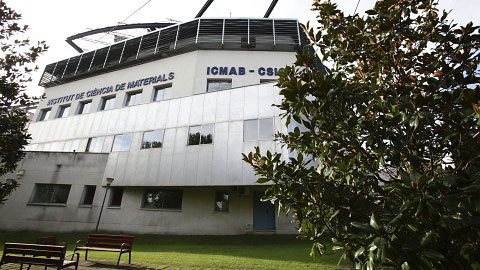 INSTITUT DE CIÈNCIA DE MATERIALS
ICMAB - CSIC